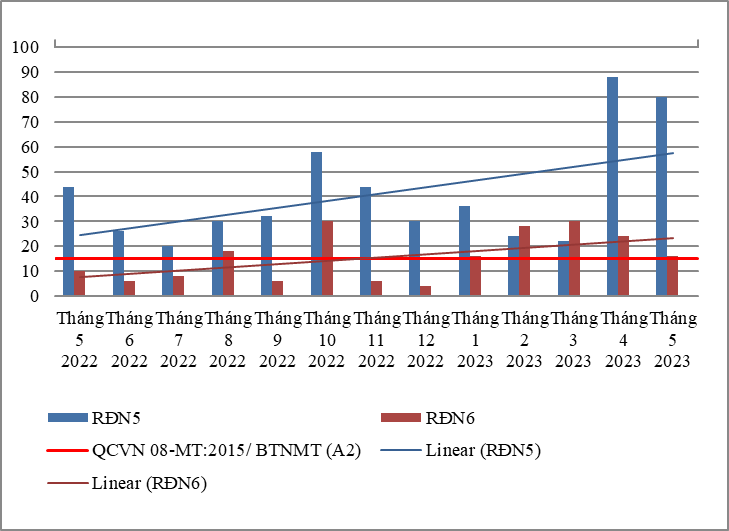 100
90
80
70
60
50
40
30
20
10
0
Tháng Tháng Tháng Tháng Tháng Tháng Tháng Tháng Tháng Tháng Tháng Tháng Tháng
5 6 7 8 9 10 11 12 1 2 3 4 5
2022 2022 2022 2022 2022 2022 2022 2022 2023 2023 2023 2023 2023
RĐN5 RĐN6
QCVN 08-MT:2015/ BTNMT (A2) Linear (RĐN5)
Linear (RĐN6)